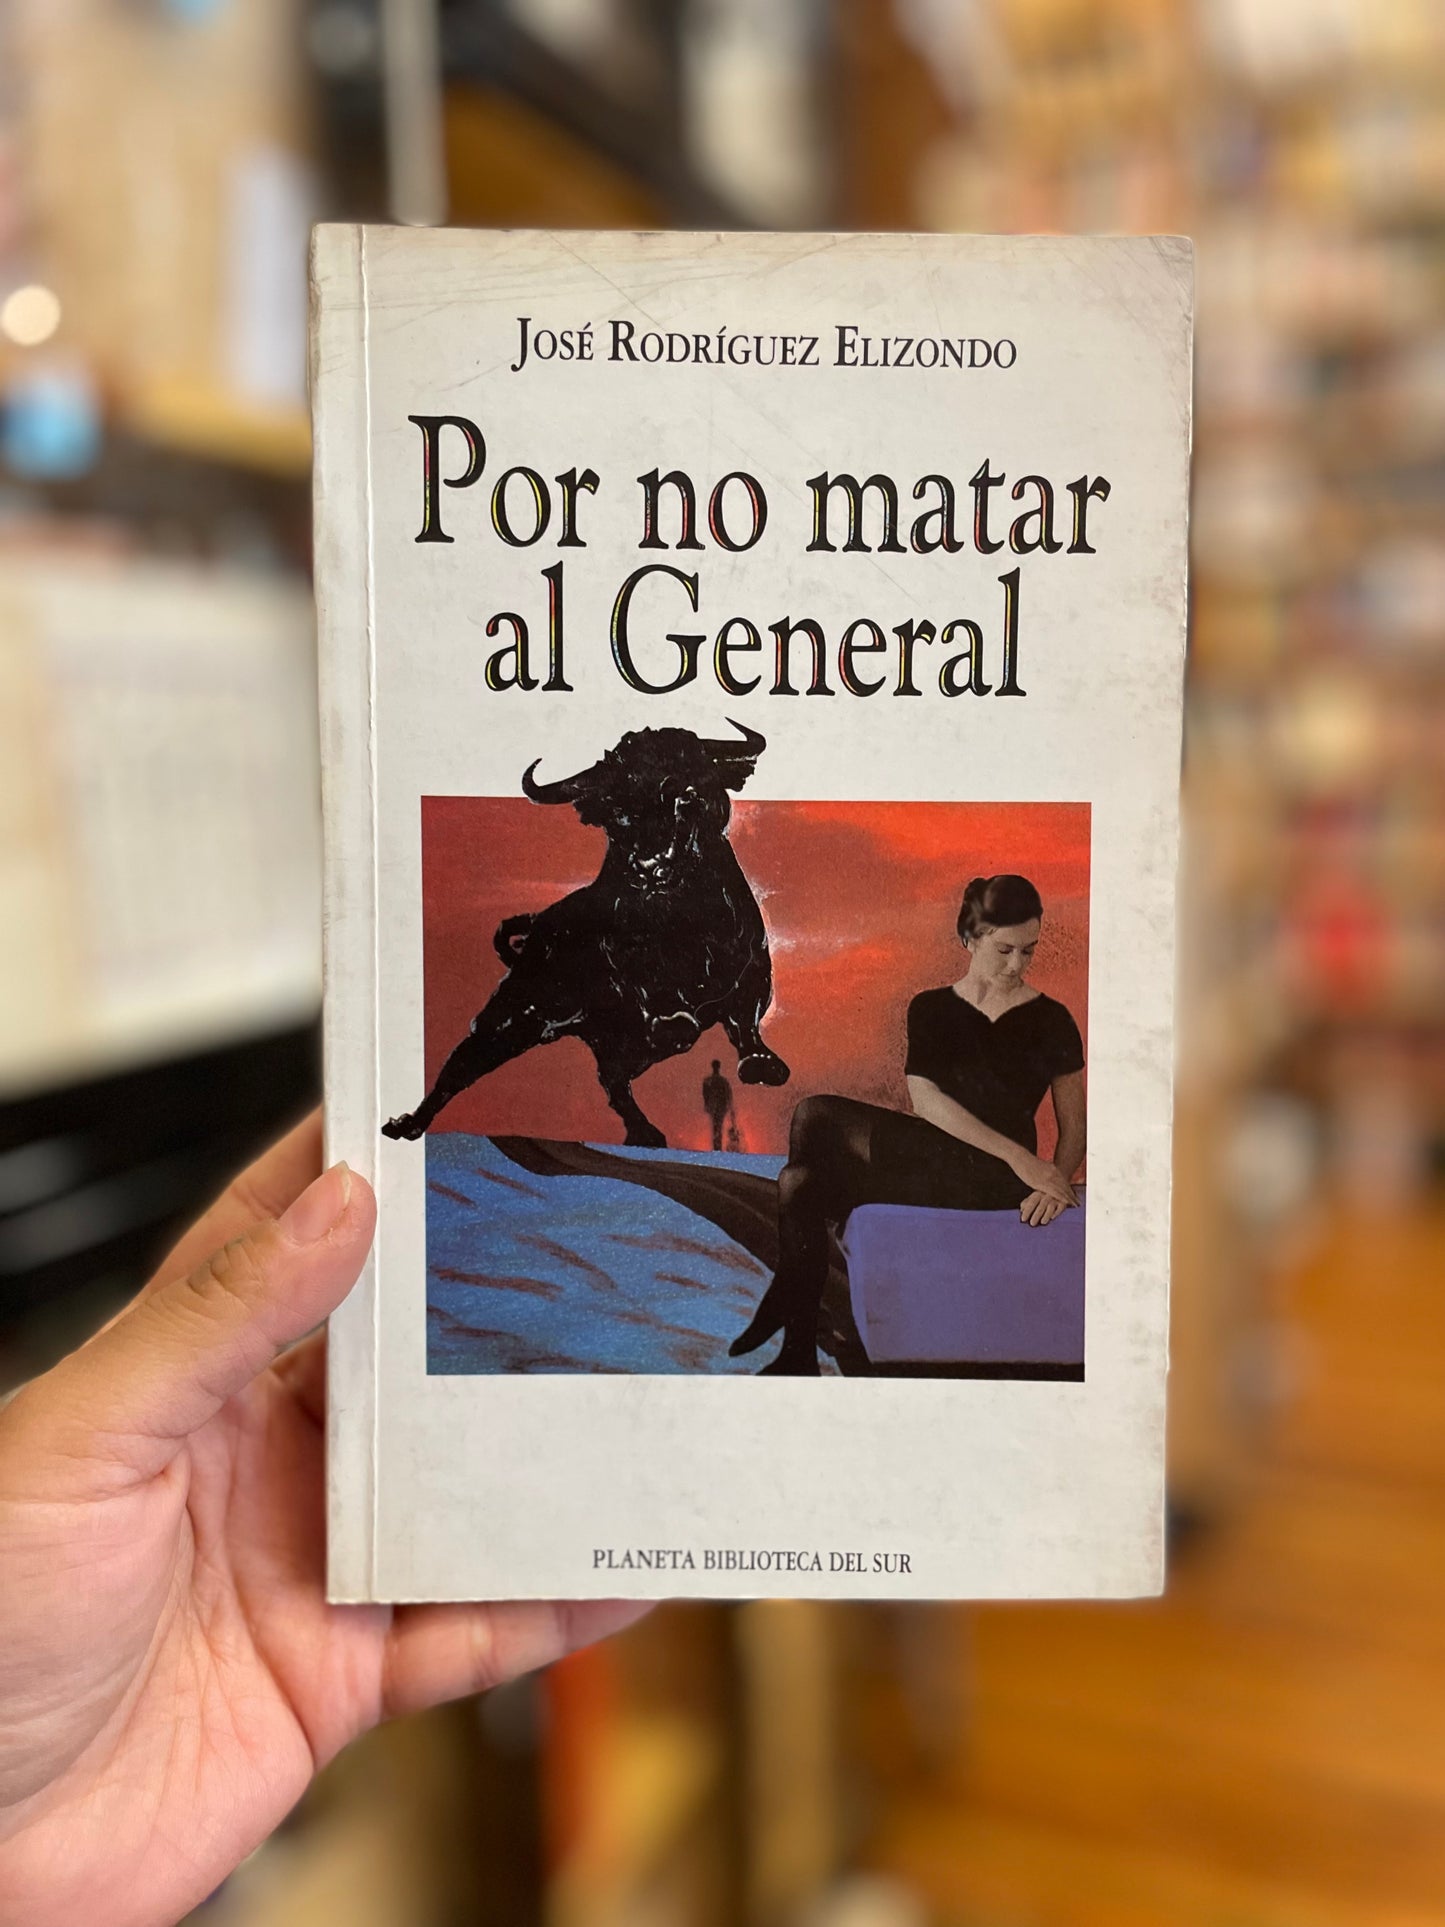 José Rodríguez Elizondo
Por no matar
al General
PLANETA BIBLIOTECA DEL SUR